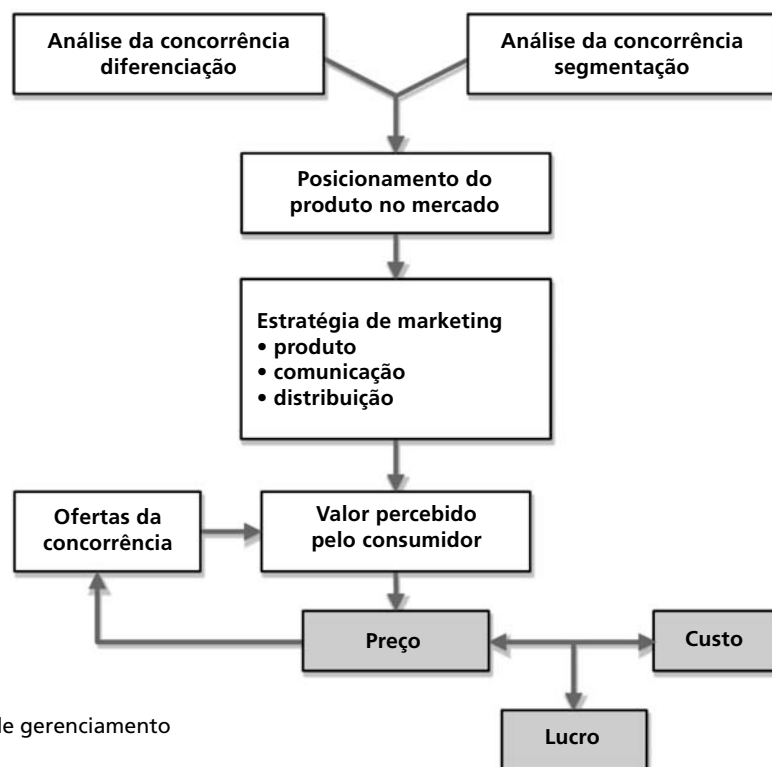 Análise da concorrência
diferenciação
Análise da concorrência
segmentação
Posicionamento do
produto no mercado
Estratégia de marketing
• produto
• comunicação
• distribuição
Ofertas da
concorrência
Valor percebido
pelo consumidor
Preço
Custo
de gerenciamento
Lucro